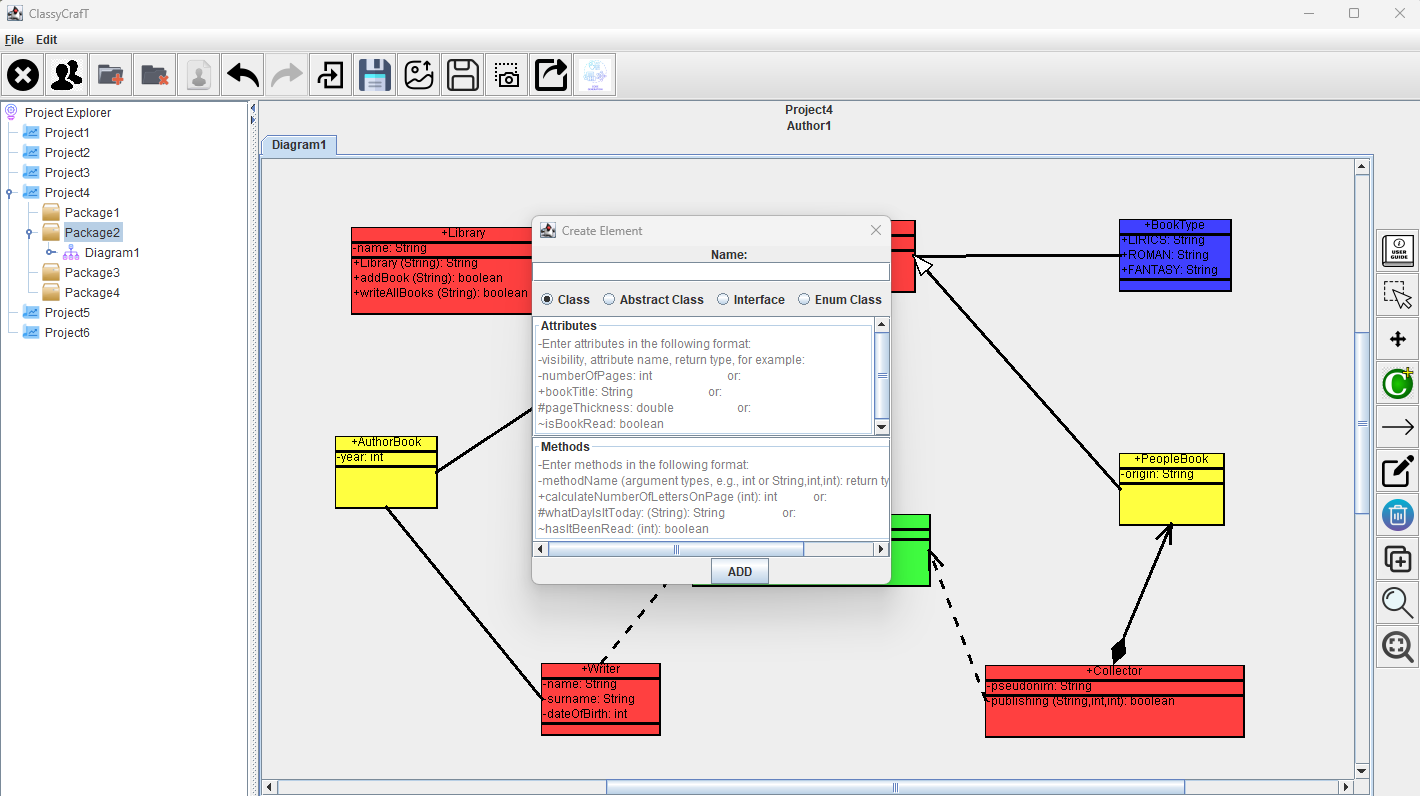 ClassyCrafT
File Edit
Project Explorer
Project1
Project2
Project3
Project4
Package1
Package2
Diagram1
Package3
Package4
Project5
Project6
Project4
Author1
Diagram1
+Library
-name: String
+Library (String): String
+addBook (String): boolean
+writeAllBooks (String): boolean
+BookType
+LIRICS: String
+ROMAN: String
+FANTASY: String
Create Element
Name:
Class Abstract Class Interface Enum Class
Attributes
-Enter attributes in the following format:
-visibility, attribute name, return type, for example:
-numberOfPages: int or:
+bookTitle: String or:
#pageThickness: double or:
~isBookRead: boolean
Methods
-Enter methods in the following format:
-methodName (argument types, e.g., int or String,int,int): return ty
+calculateNumberOfLettersOnPage (int): int or:
#whatDayIsItToday: (String): String or:
~hasItBeenRead: (int): boolean
ADD
+AuthorBook
-year: int
+PeopleBook
-origin: String
+Writer
-name: String
-surname: String
-dateOfBirth: int
+Collector
-pseudonim: String
-publishing (String,int,int): boolean
USER
GUIDE